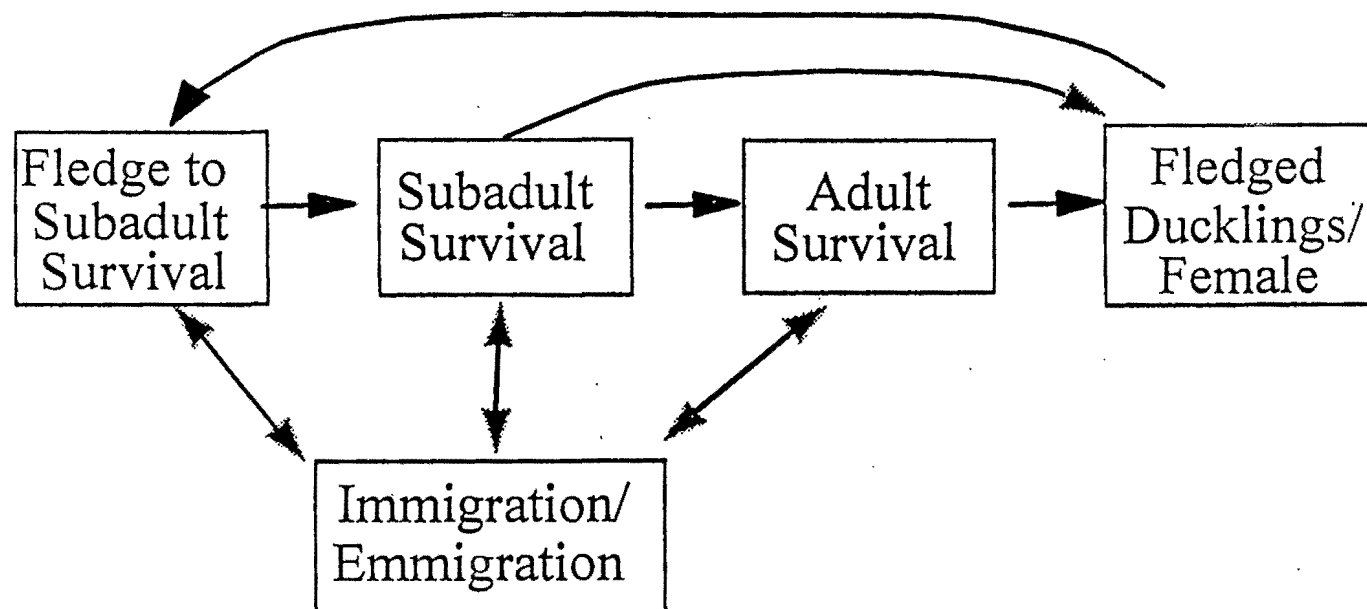 Fledge to
Subadult
Survival
Subadult
Survival
Adult
Survival
Fledged
Ducklings/
Female
Immigration/
Emmigration